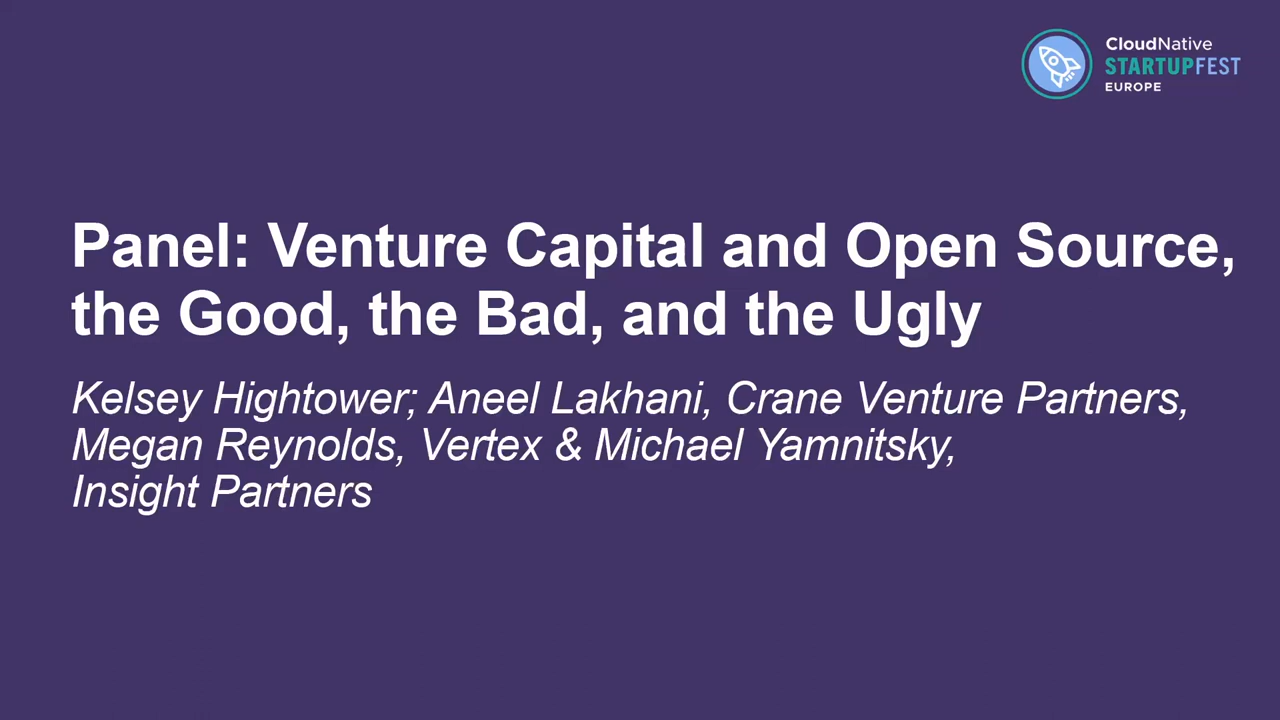 CloudNative
STARTUPFEST
EUROPE
Panel: Venture Capital and Open Source,
the Good, the Bad, and the Ugly
Kelsey Hightower; Aneel Lakhani, Crane Venture Partners,
Megan Reynolds, Vertex & Michael Yamnitsky,
Insight Partners